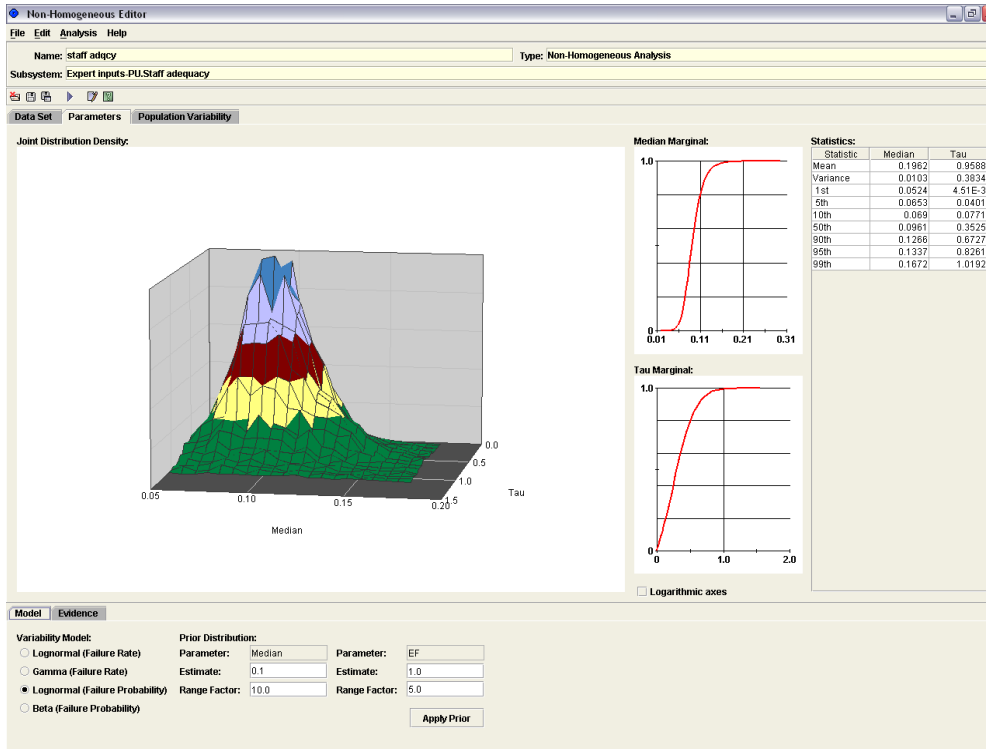 Non-Homogeneous Editor
File Edit Analysis Help
Name: staff adqcy Type: Non-Homogeneous Analysis
Subsystem: Expert inputs-PU.Staff adequacy
Data Set Parameters Population Variability
Joint Distribution Density:
0.05 0.10 0.15 0.20
Median
0.0 0.5 1.0 1.5
Tau
Median Marginal:
1.0
0
0.01 0.11 0.21 0.31
Tau Marginal:
1.0
0
0 1.0 2.0
Logarithmic axes
Statistics:
Statistic Median Tau
Mean 0.1962 0.9588
Variance 0.0103 0.3834
1st 0.0524 4.51E-3
5th 0.0653 0.0401
10th 0.069 0.0771
50th 0.0961 0.3525
90th 0.1266 0.6727
95th 0.1337 0.8261
99th 0.1672 1.0192
Model Evidence
Variability Model: Prior Distribution:
Lognormal (Failure Rate) Parameter: Median Parameter: EF
Gamma (Failure Rate) Estimate: 0.1 Estimate: 1.0
Lognormal (Failure Probability) Range Factor: 10.0 Range Factor: 5.0
Beta (Failure Probability)
Apply Prior